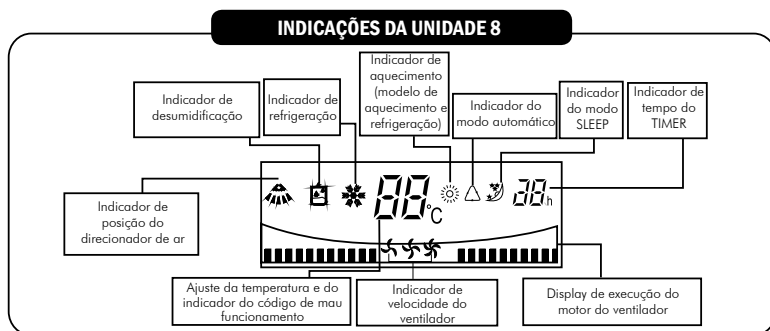 INDICAÇÕES DA UNIDADE 8
Indicador de
aquecimento
(modelo de
aquecimento e
refrigeração)
Indicador de
desumidificação
Indicador de
refrigeração
Indicador do
modo automático
Indicador
do modo
SLEEP
Indicador de
tempo do
TIMER
88
°C
88
h
Indicador de
posição do
direcionador de ar
Ajuste da temperatura e do
indicador do código de mau
funcionamento
Indicador de
velocidade do
ventilador
Display de execução do
motor do ventilador